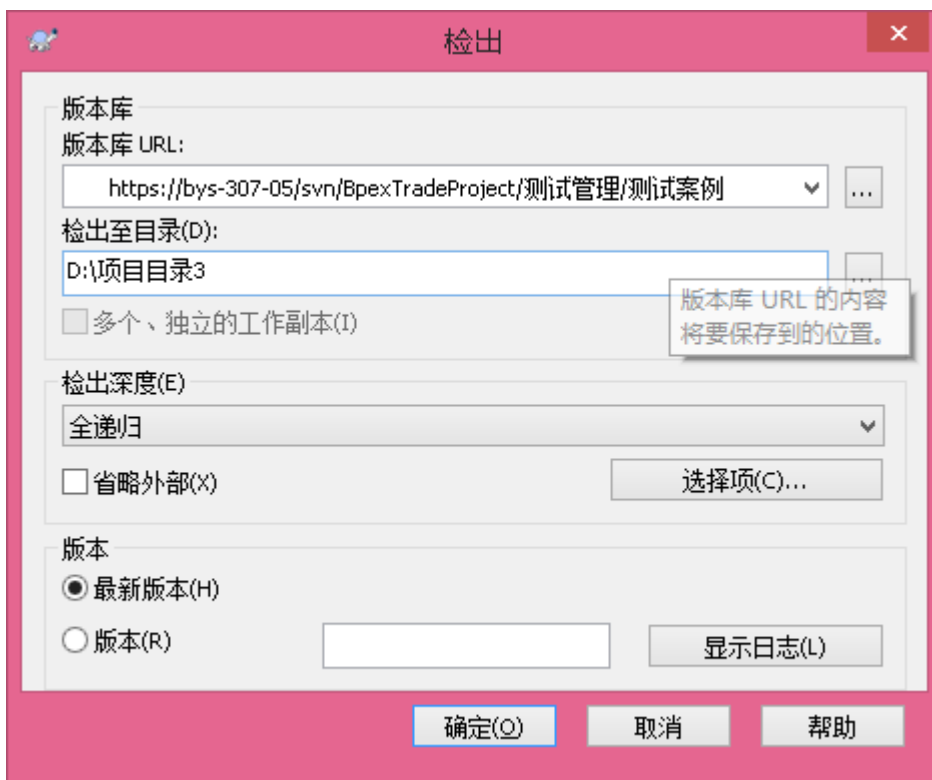 检出
版本库
版本库 URL:
https://bys-307-05/svn/BpexTradeProject/测试管理/测试案例
...
检出至目录(D):
D:\项目目录3
...
版本库 URL 的内容
将要保存到的位置。
多个、独立的工作副本(I)
检出深度(E)
全递归
省略外部(X)
选择项(C)...
版本
最新版本(H)
版本(R)
显示日志(L)
确定(O)
取消
帮助